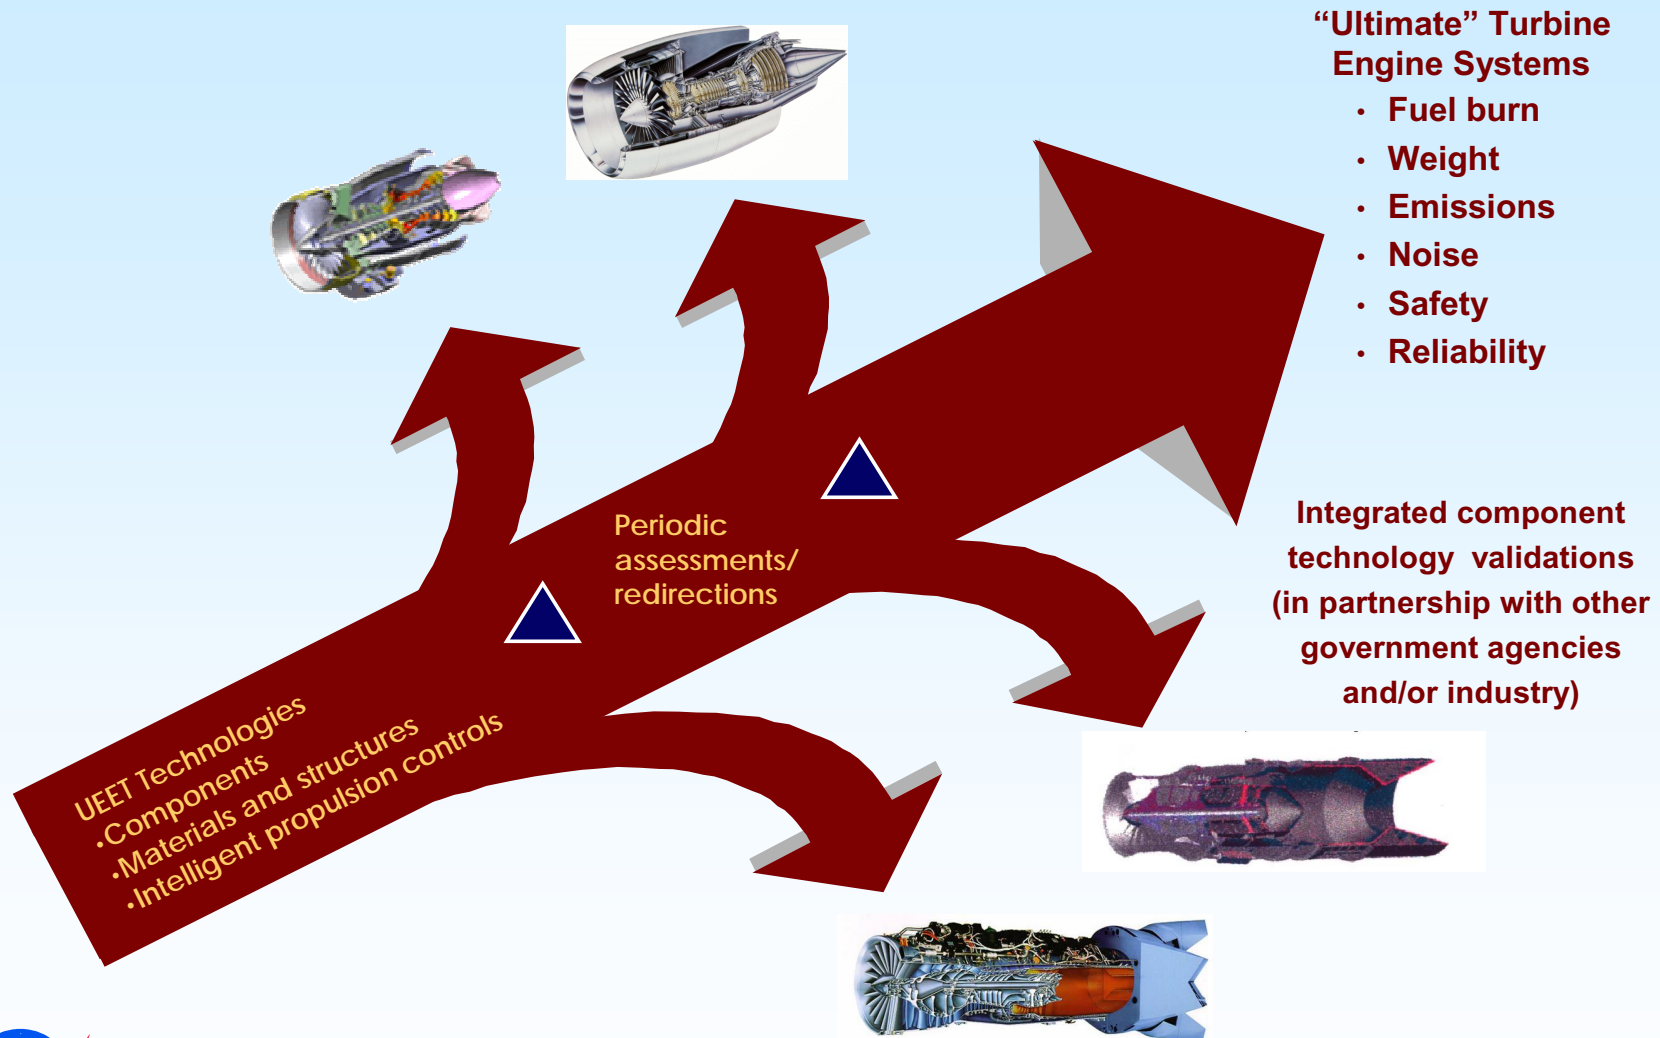 “Ultimate” Turbine
Engine Systems
• Fuel burn
• Weight
• Emissions
• Noise
• Safety
• Reliability
Periodic
assessments/
redirections
Integrated component
technology validations
(in partnership with other
government agencies
and/or industry)
UEET Technologies
•Components
•Materials and structures
•Intelligent propulsion controls